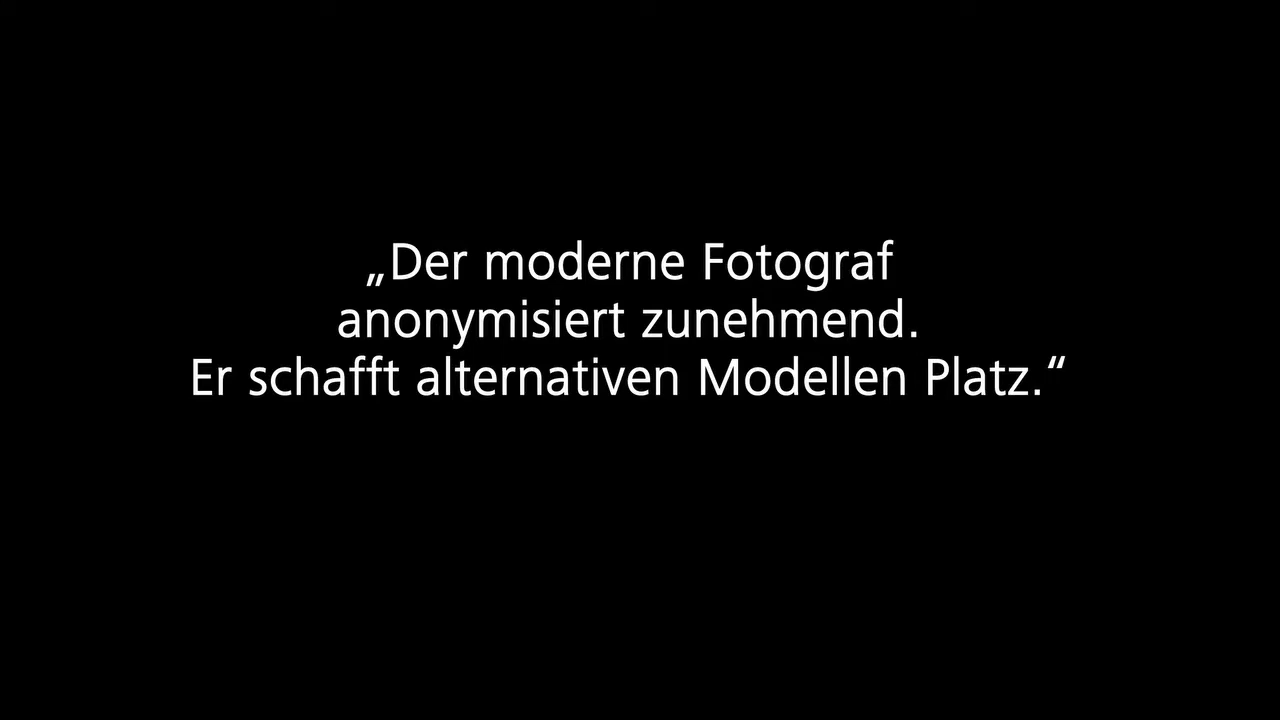 „Der moderne Fotograf
anonymisiert zunehmend.
Er schafft alternativen Modellen Platz.“